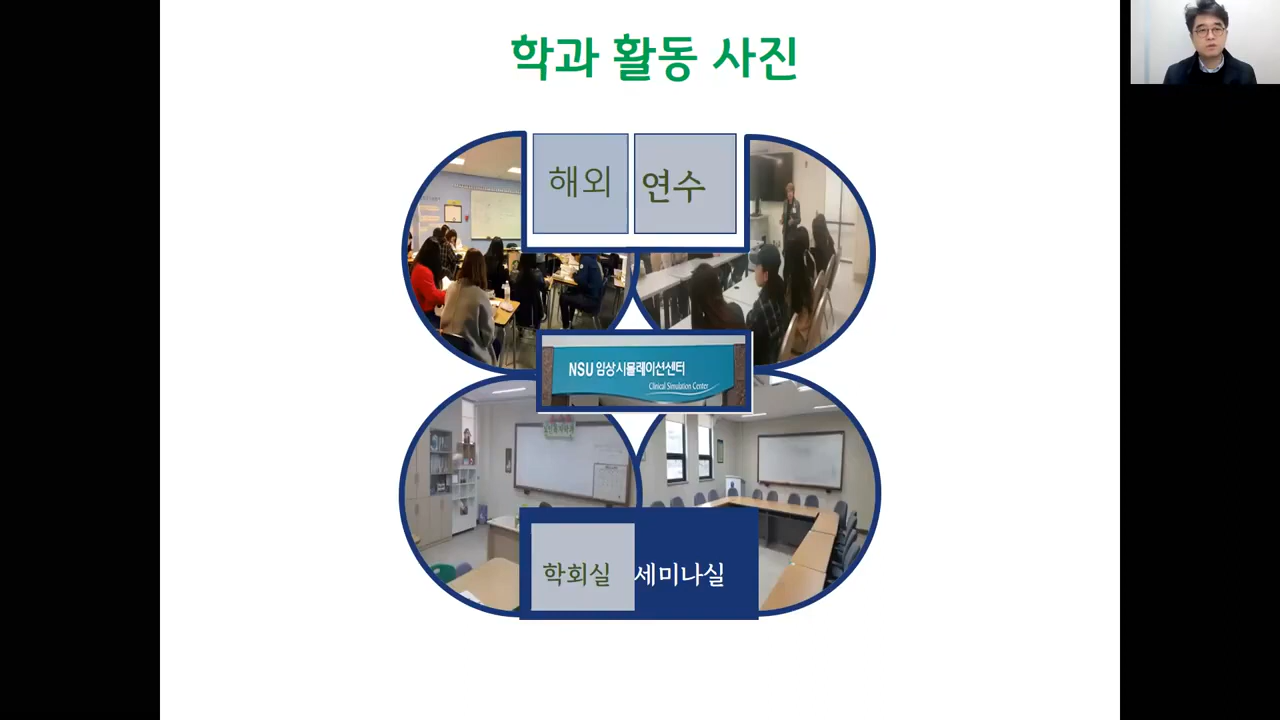 학과 활동 사진
해외 연수
NSU 임상시뮬레이션센터
Clinical Simulation Center
학회실 세미나실